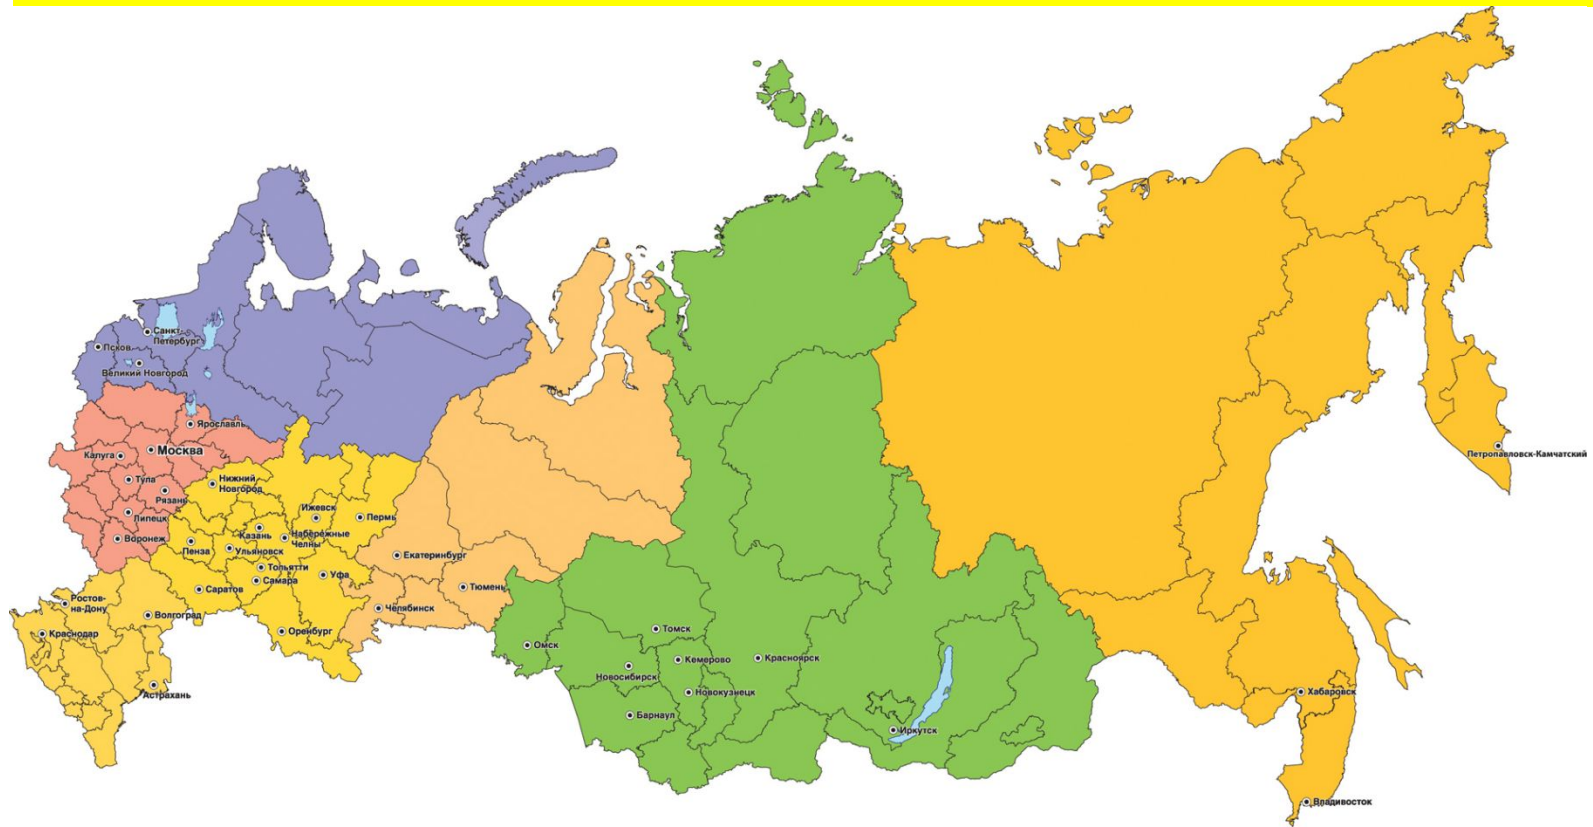 Санкт-
Петербург
Псков
Великий Новгород
Ярославль
Москва
Калуга
Тула
Рязань
Липецк
Воронеж
Нижний
Новгород
Ижевск
Пермь
Казань
Набережные
Челны
Пенза
Ульяновск
Тольятти
Самара
Уфа
Саратов
Оренбург
Екатеринбург
Тюмень
Челябинск
Ростов-
на-Дону
Волгоград
Краснодар
Астрахань
Омск
Томск
Новосибирск
Кемерово
Красноярск
Новокузнецк
Барнаул
Иркутск
Петропавловск-Камчатский
Хабаровск
Владивосток